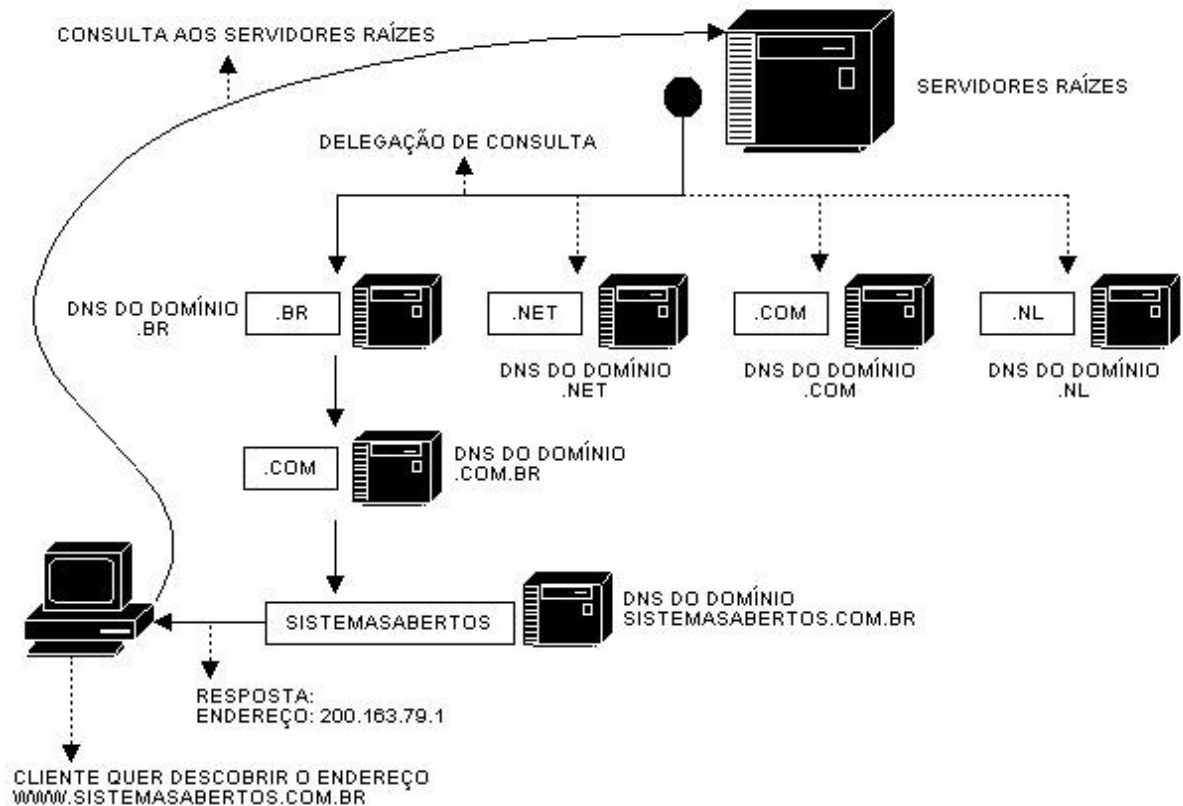 CONSULTA AOS SERVIDORES RAÍZES
SERVIDORES RAÍZES
DELEGAÇÃO DE CONSULTA
DNS DO DOMÍNIO
.BR
.BR
.NET
.COM
.NL
DNS DO DOMÍNIO
.NET
DNS DO DOMÍNIO
.COM
DNS DO DOMÍNIO
.NL
.COM
DNS DO DOMÍNIO
.COM.BR
SISTEMASABERTOS
DNS DO DOMÍNIO
SISTEMASABERTOS.COM.BR
RESPOSTA:
ENDEREÇO: 200.163.79.1
CLIENTE QUER DESCOBRIR O ENDEREÇO
WWW.SISTEMASABERTOS.COM.BR